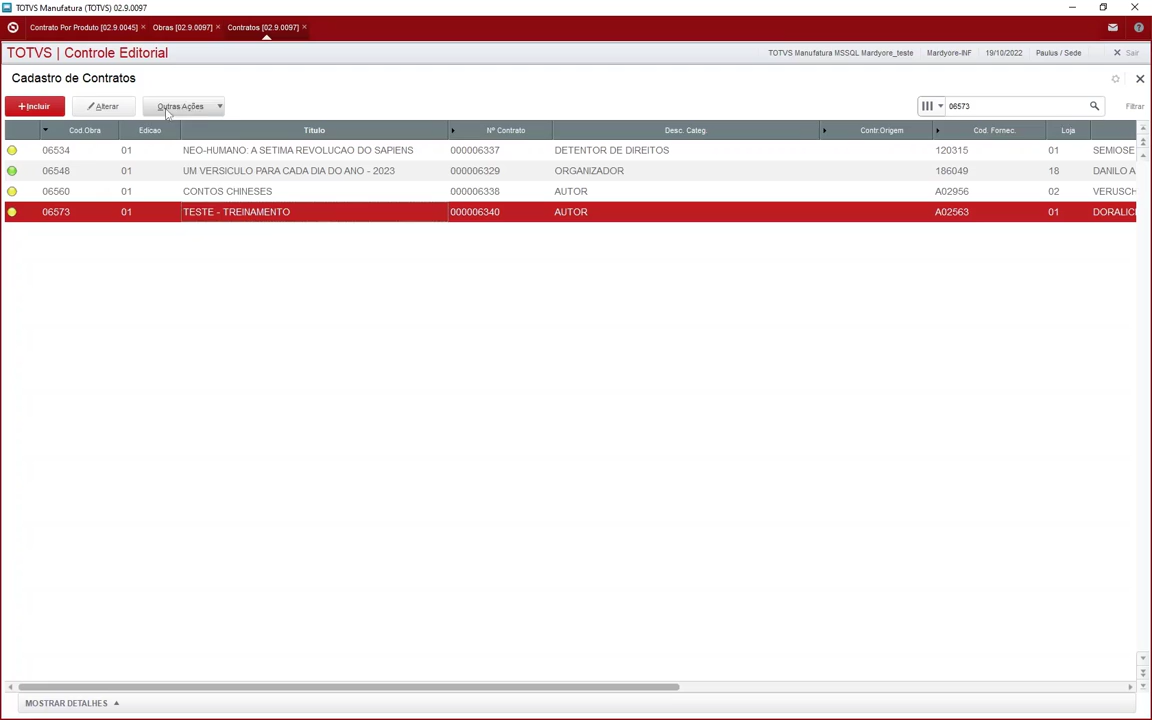 TOTVS Manufatura (TOTVS) 02.9.0097
Contrato Por Produto [02.9.0045] × Obras [02.9.0097] × Contratos [02.9.0097] ×
TOTVS | Controle Editorial TOTVS Manufatura MSSQL Mardyore_teste Mardyore-INF 19/10/2022 Paulus / Sede × Sair
Cadastro de Contratos
+Incluir Alterar Outras Ações 06573 Filtrar
Cod.Obra Edicao Titulo Nº Contrato Desc. Categ. Contr.Origem Cod. Fornec. Loja
06534 01 NEO-HUMANO: A SETIMA REVOLUCAO DO SAPIENS 000006337 DETENTOR DE DIREITOS 120315 01 SEMIOSE
06548 01 UM VERSICULO PARA CADA DIA DO ANO - 2023 000006329 ORGANIZADOR 186049 18 DANILO A
06560 01 CONTOS CHINESES 000006338 AUTOR A02956 02 VERUSCH
06573 01 TESTE - TREINAMENTO 000006340 AUTOR A02563 01 DORALIC
MOSTRAR DETALHES